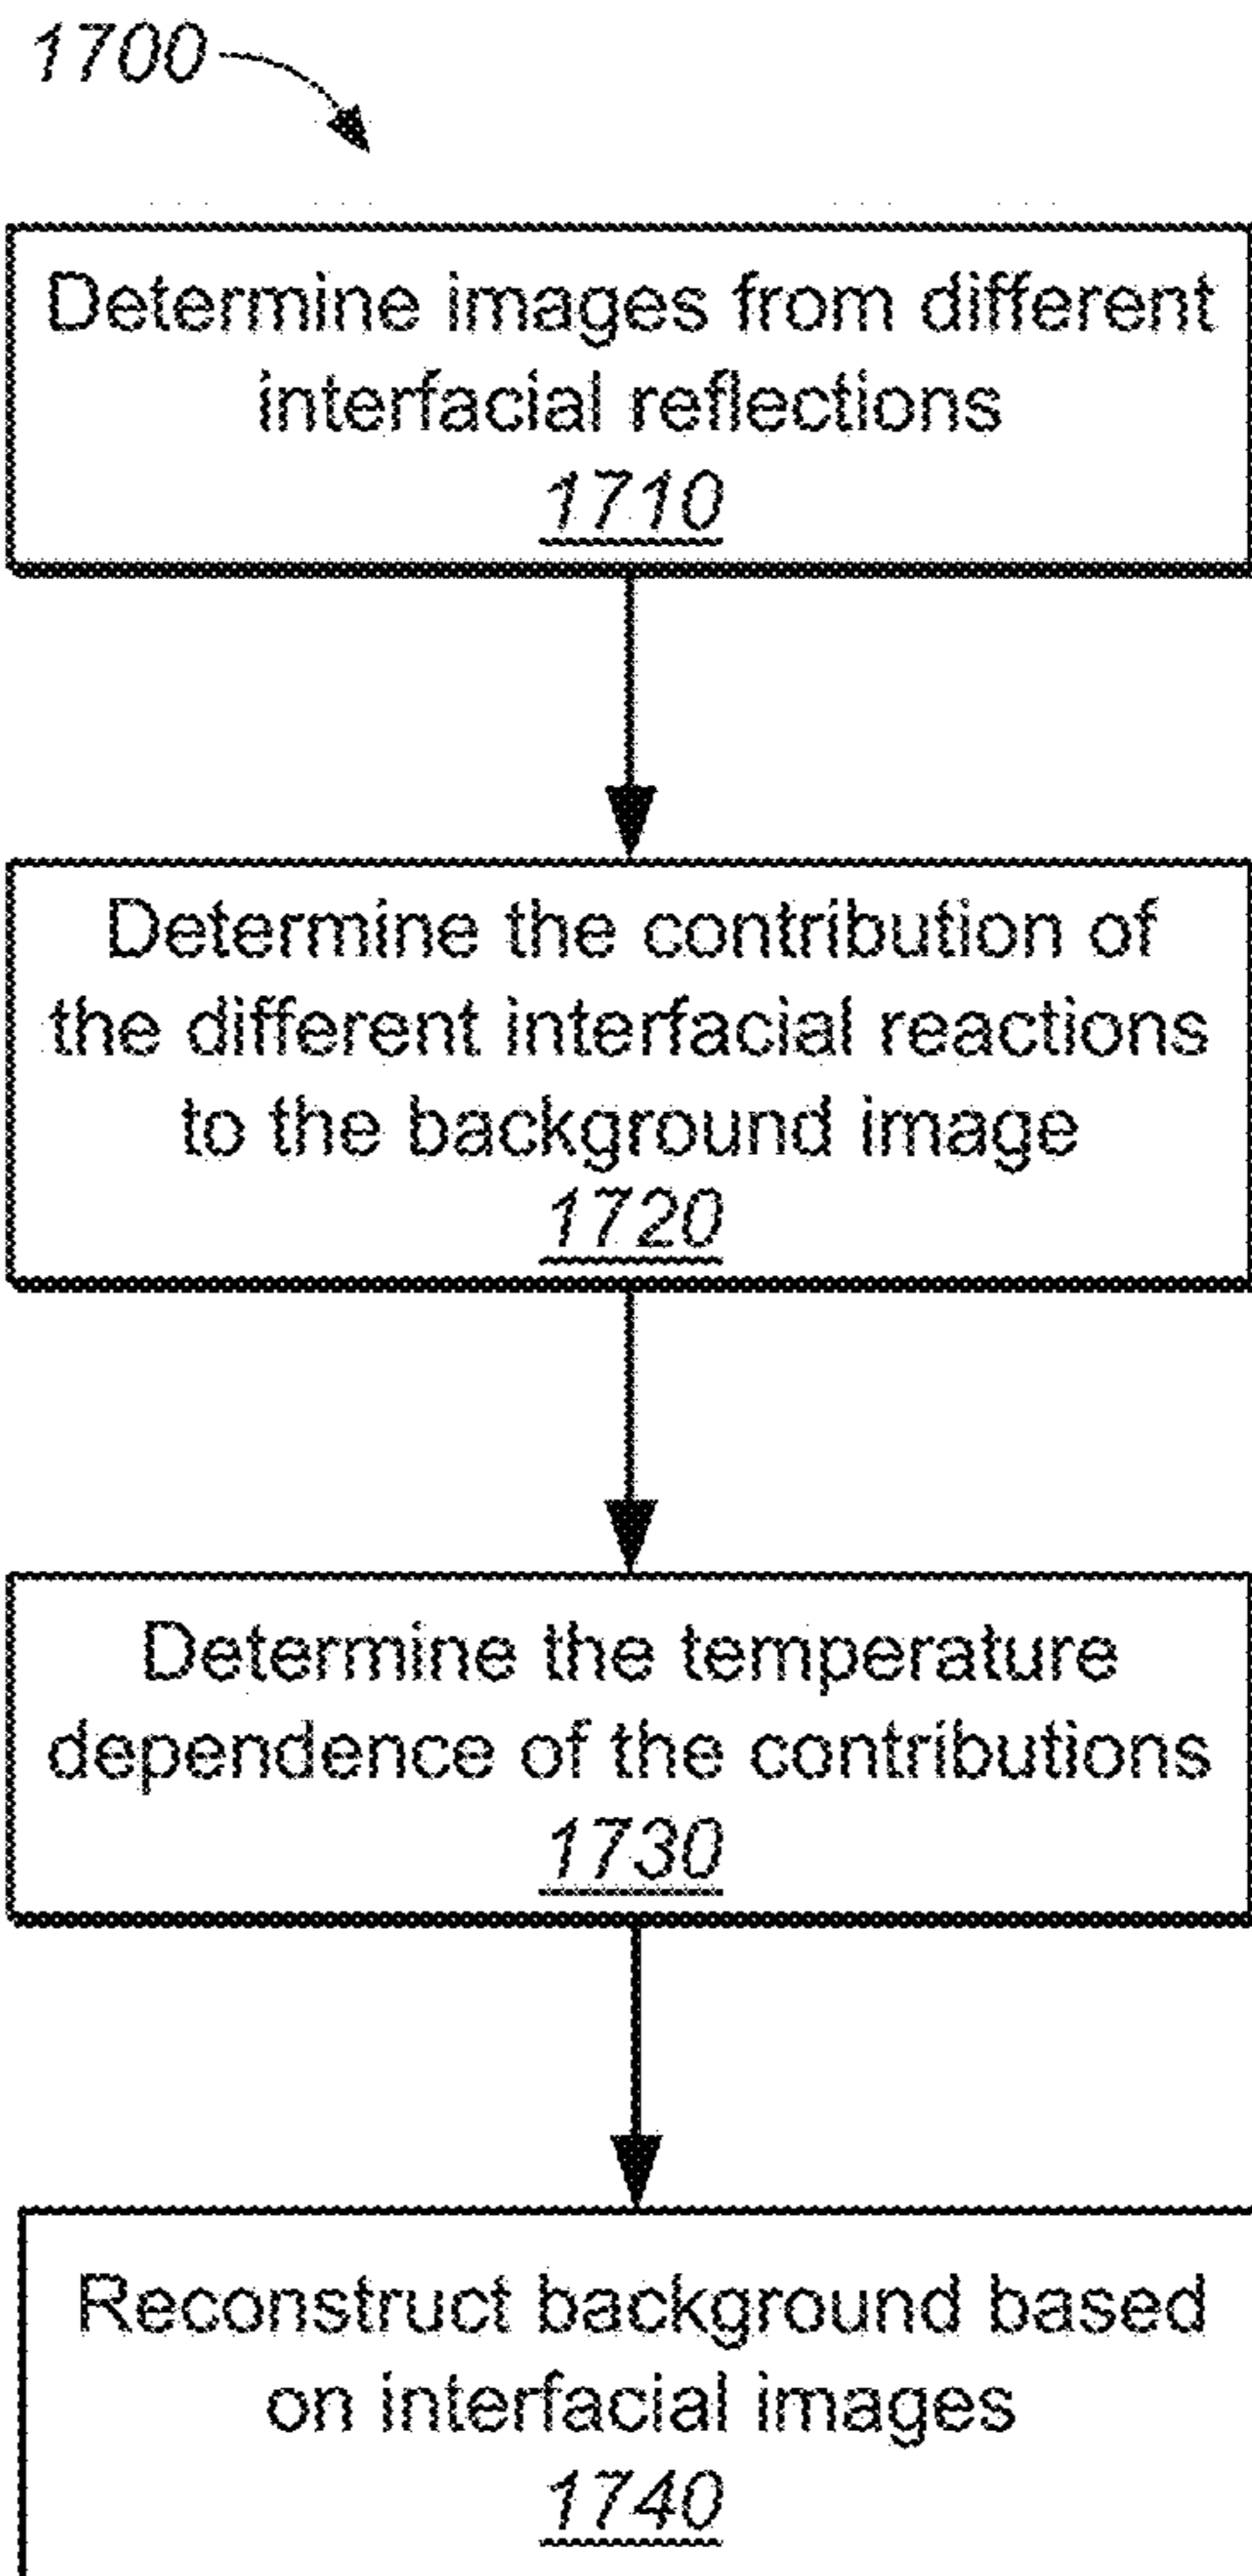 1700
Determine images from different
interfacial reflections
1710
Determine the contribution of
the different interfacial reactions
to the background image
1720
Determine the temperature
dependence of the contributions
1730
Reconstruct background based
on interfacial images
1740